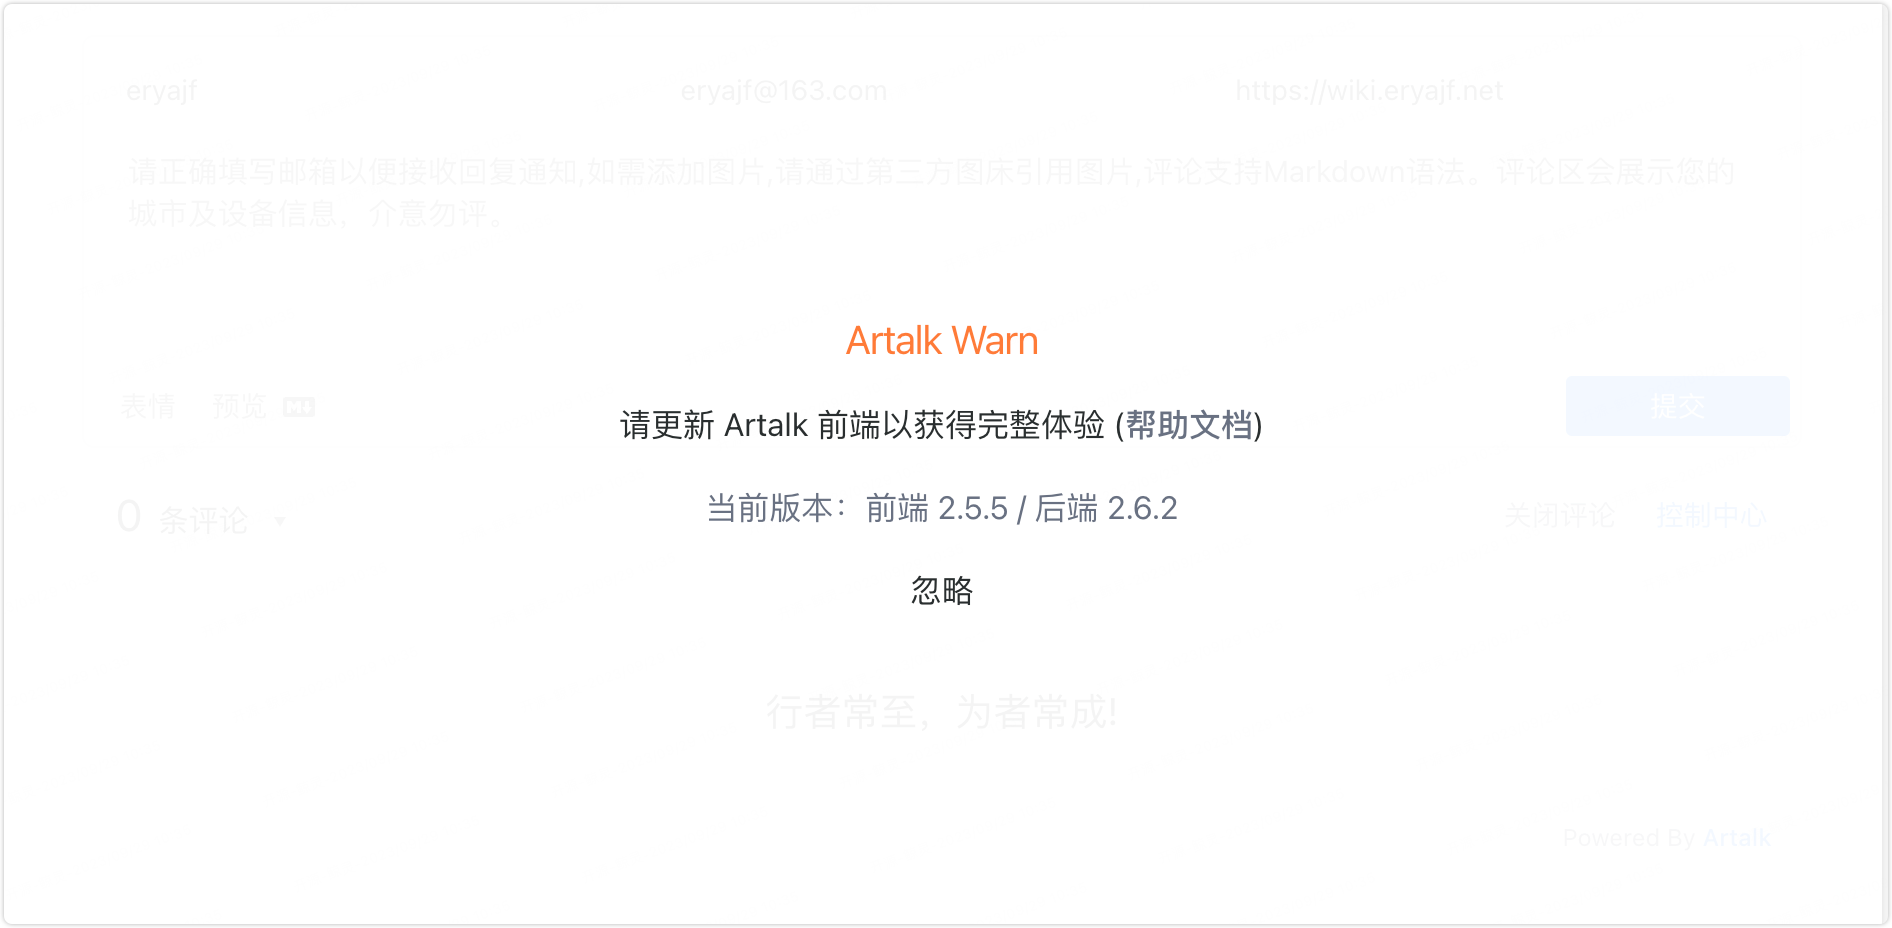 eryajf eryajf@163.com https://wiki.eryajf.net
请正确填写邮箱以便接收回复通知,如需添加图片,请通过第三方图床引用图片,评论支持Markdown语法。评论区会展示您的
城市及设备信息，介意勿评。
Artalk Warn
表情 预览 M↓ 提交
请更新 Artalk 前端以获得完整体验 (帮助文档)
当前版本：前端 2.5.5 / 后端 2.6.2
0 条评论 关闭评论 控制中心
忽略
行者常至，为者常成!
Powered By Artalk